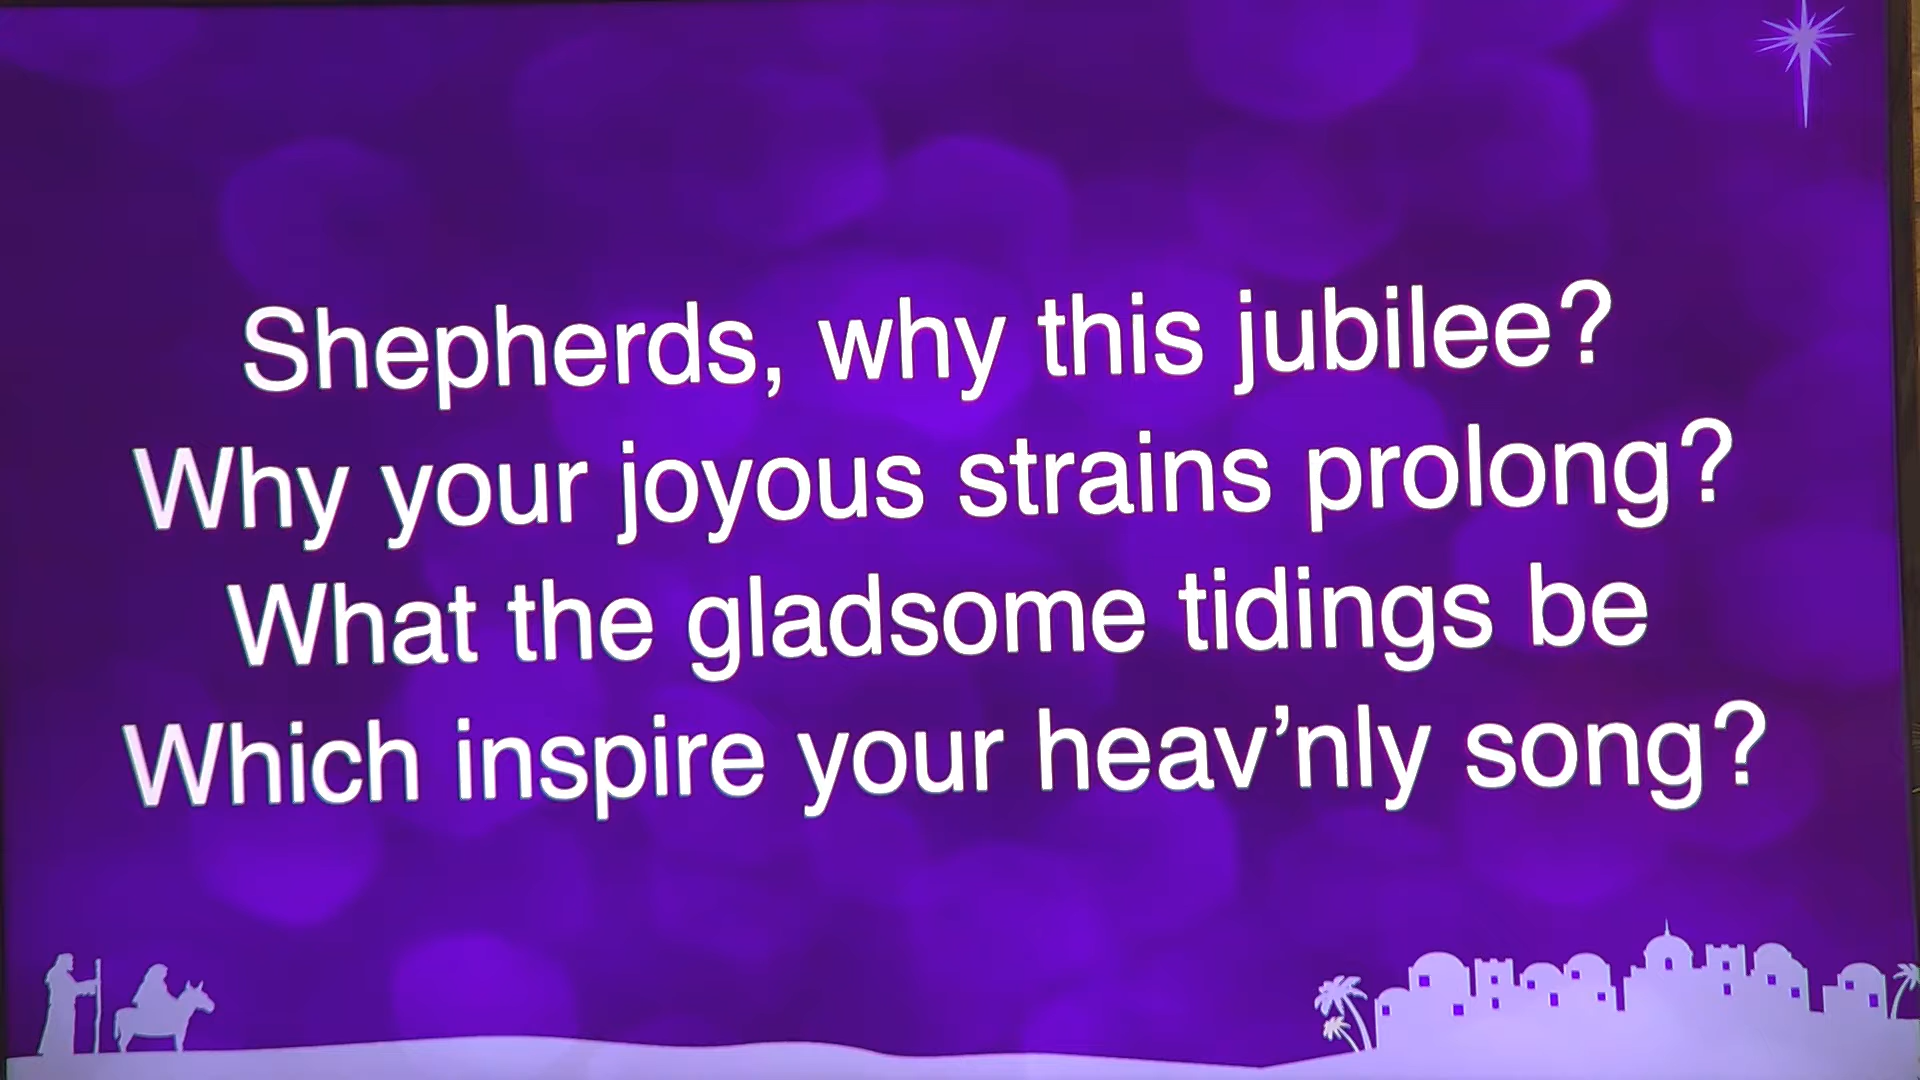 Shepherds, why this jubilee?
Why your joyous strains prolong?
What the gladsome tidings be
Which inspire your heav’nly song?